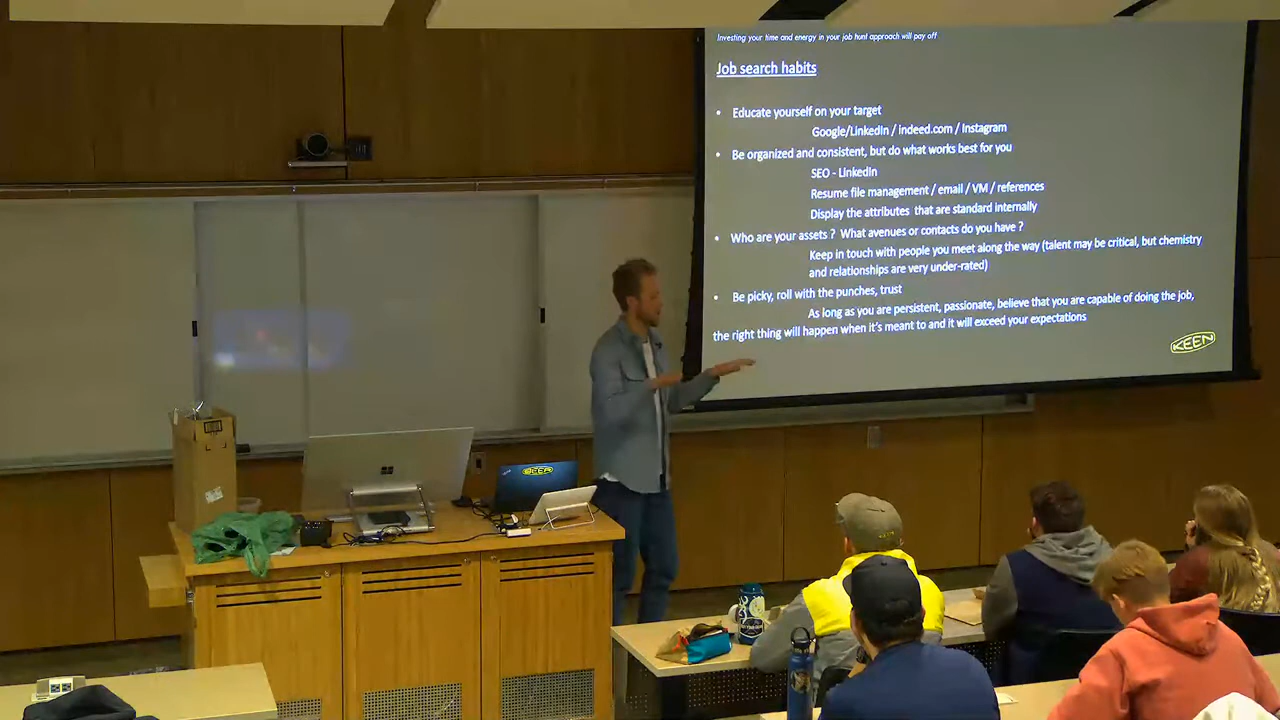 Investing your time and energy in your job hunt approach will pay off
Job search habits
• Educate yourself on your target
Google/LinkedIn / indeed.com / Instagram
• Be organized and consistent, but do what works best for you
SEO - LinkedIn
Resume file management / email / VM / references
Display the attributes that are standard internally
• Who are your assets ? What avenues or contacts do you have ?
Keep in touch with people you meet along the way (talent may be critical, but chemistry
and relationships are very under-rated)
• Be picky, roll with the punches, trust
As long as you are persistent, passionate, believe that you are capable of doing the job,
the right thing will happen when it's meant to and it will exceed your expectations
KEEN